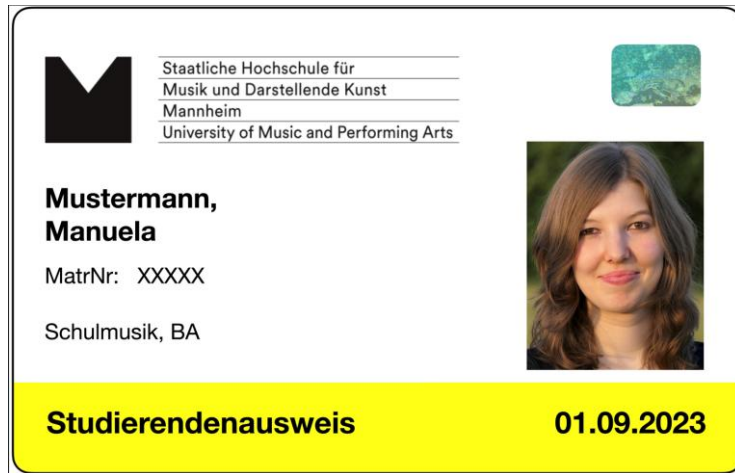 Staatliche Hochschule für
Musik und Darstellende Kunst
Mannheim
University of Music and Performing Arts
Mustermann,
Manuela
MatrNr: XXXXX
Schulmusik, BA
Studierendenausweis 01.09.2023